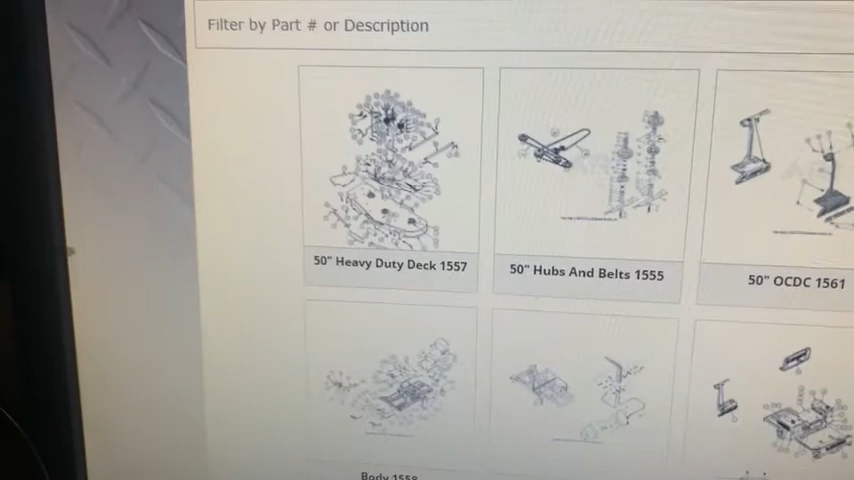 Filter by Part # or Description
50" Heavy Duty Deck 1557
50" Hubs And Belts 1555
50" OCDC 1561
Body 1558